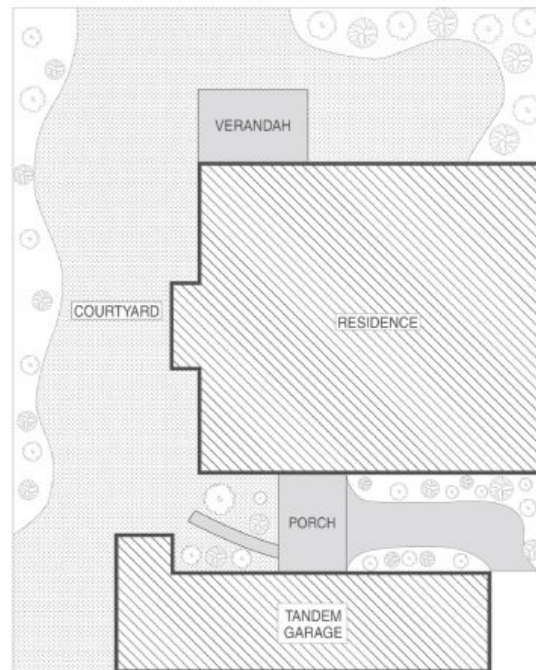 VERANDAH
COURTYARD
RESIDENCE
PORCH
TANDEM
GARAGE